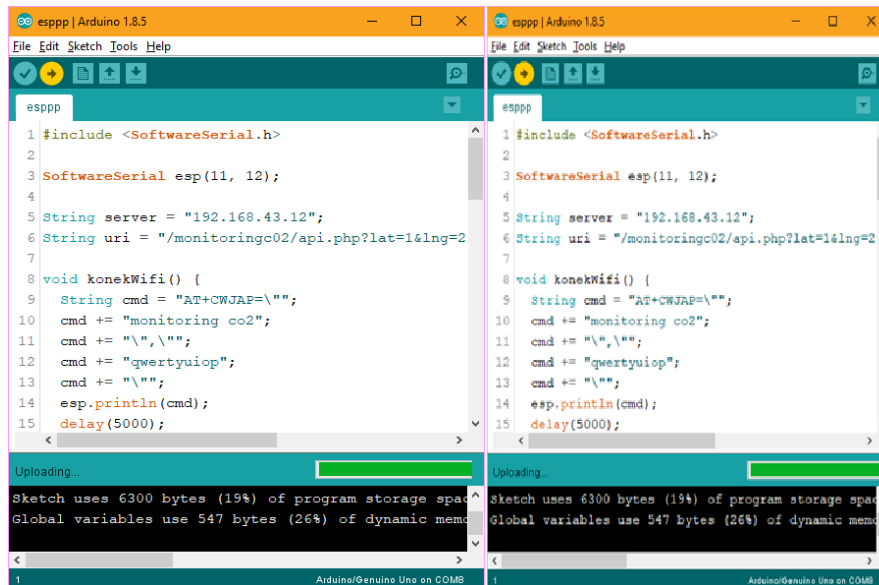 esppp | Arduino 1.8.5
File Edit Sketch Tools Help
esppp
1 #include <SoftwareSerial.h>
2
3 SoftwareSerial esp(11, 12);
4
5 String server = "192.168.43.12";
6 String uri = "/monitoringc02/api.php?lat=1&lng=2
7
8 void konekWifi() {
9 String cmd = "AT+CWJAP=\"";
10 cmd += "monitoring co2";
11 cmd += "\",\"";
12 cmd += "qwertyuiop";
13 cmd += "\"";
14 esp.println(cmd);
15 delay(5000);
Uploading...
Sketch uses 6300 bytes (19%) of program storage spac
Global variables use 547 bytes (26%) of dynamic memo
1 Arduino/Genuino Uno on COM8
esppp | Arduino 1.8.5
File Edit Sketch Tools Help
esppp
1 #include <SoftwareSerial.h>
2
3 SoftwareSerial esp(11, 12);
4
5 String server = "192.168.43.12";
6 String uri = "/monitoringc02/api.php?lat=1&lng=2
7
8 void konekWifi() {
9 String cmd = "AT+CWJAP=\"";
10 cmd += "monitoring co2";
11 cmd += "\",\"";
12 cmd += "qwertyuiop";
13 cmd += "\"";
14 esp.println(cmd);
15 delay(5000);
Uploading...
Sketch uses 6300 bytes (19%) of program storage spac
Global variables use 547 bytes (26%) of dynamic memo
1 Arduino/Genuino Uno on COM8